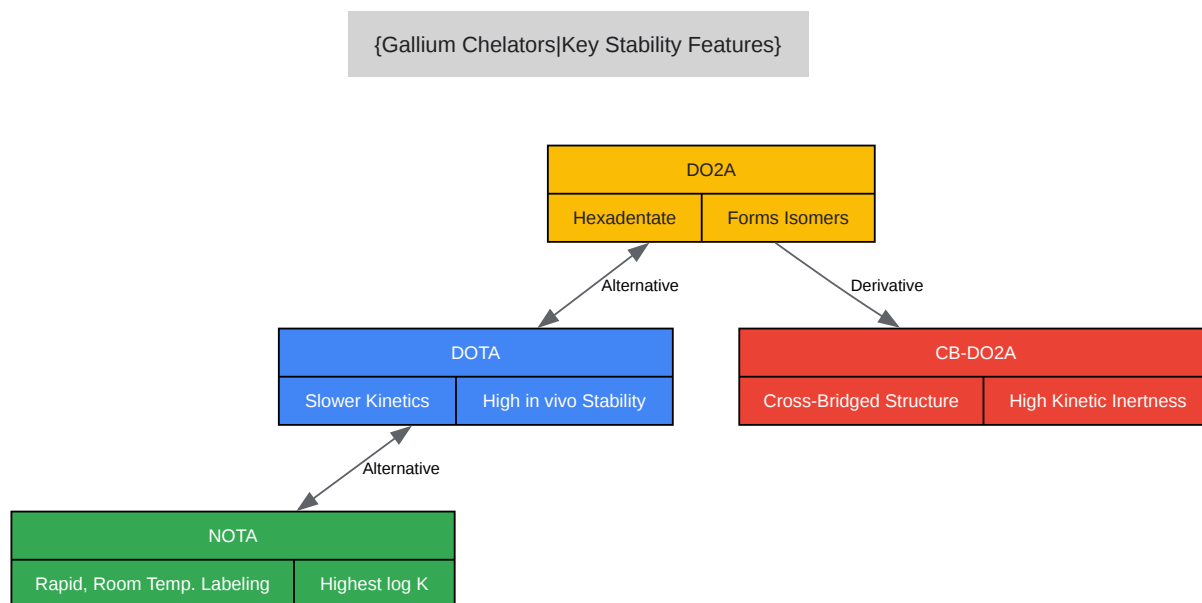 {Gallium Chelators|Key Stability Features}
DO2A
Hexadentate
Forms Isomers
Alternative
Derivative
DOTA
Slower Kinetics
High in vivo Stability
CB-DO2A
Cross-Bridged Structure
High Kinetic Inertness
Alternative
NOTA
Rapid, Room Temp. Labeling
Highest log K